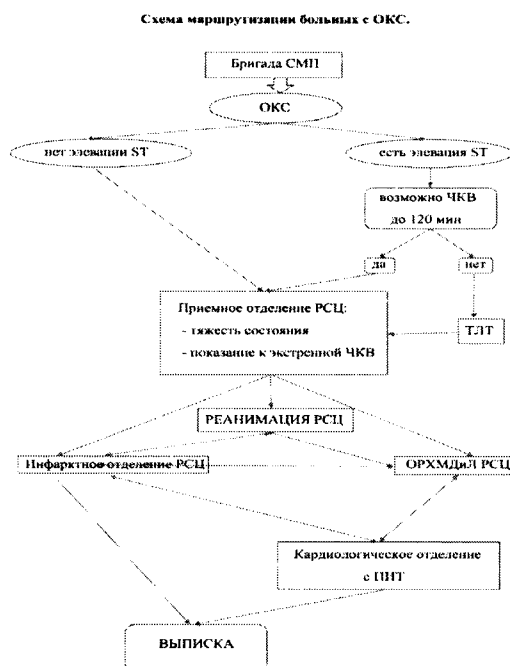 Схема маршрутизации больных с ОКС.
Бригада СМП
ОКС
нет элевации ST
есть элевация ST
возможно ЧКВ
до 120 мин
да
нет
Приемное отделение РСЦ:
- тяжесть состояния
- показание к экстренной ЧКВ
ТЛТ
РЕАНИМАЦИЯ РСЦ
Инфарктное отделение РСЦ
ОРХМДиЛ РСЦ
Кардиологическое отделение
с ПИТ
ВЫПИСКА